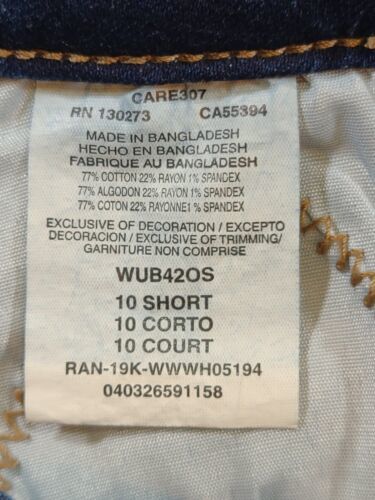 CARE307
RN 130273 CA55394
MADE IN BANGLADESH
HECHO EN BANGLADESH
FABRIQUE AU BANGLADESH
77% COTTON 22% RAYON 1% SPANDEX
77% ALGODON 22% RAYON 1% SPANDEX
77% COTON 22% RAYONNE1% SPANDEX
EXCLUSIVE OF DECORATION / EXCEPTO
DECORACION / EXCLUSIVE OF TRIMMING/
GARNITURE NON COMPRISE
WUB42OS
10 SHORT
10 CORTO
10 COURT
RAN-19K-WWWH05194
040326591158